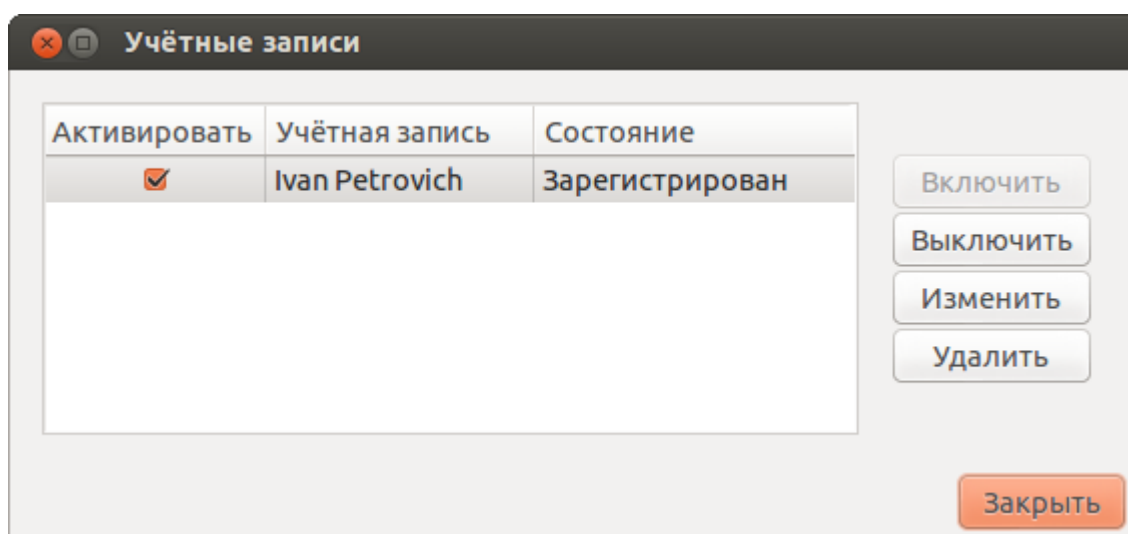 Учётные записи
Активировать Учётная запись Состояние
Ivan Petrovich Зарегистрирован
Включить
Выключить
Изменить
Удалить
Закрыть